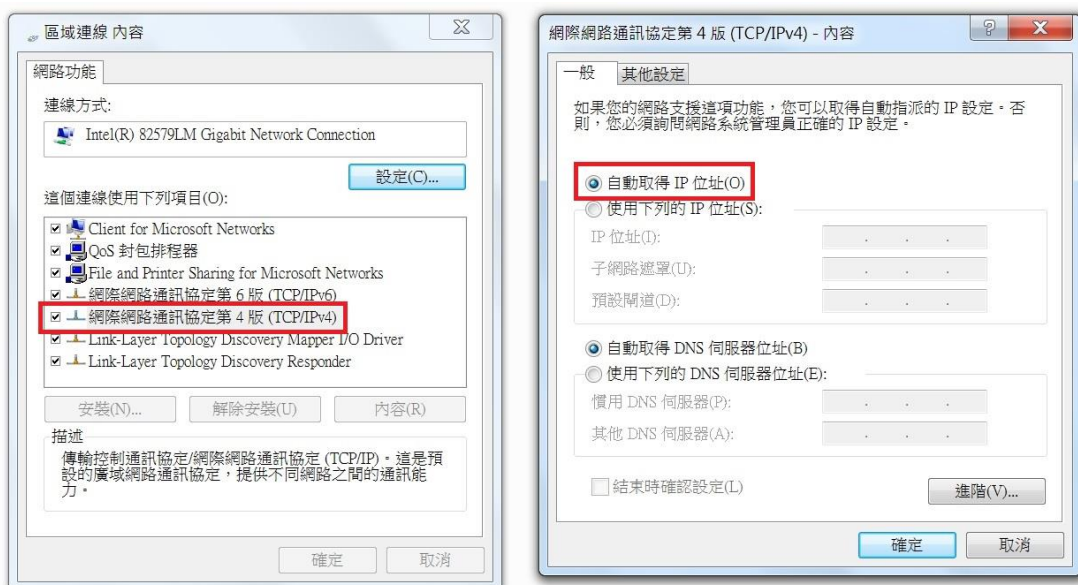 區域連線 內容
網路功能
連線方式:
Intel(R) 82579LM Gigabit Network Connection
設定(C)...
這個連線使用下列項目(O):
Client for Microsoft Networks
QoS 封包排程器
File and Printer Sharing for Microsoft Networks
網際網路通訊協定第 6 版 (TCP/IPv6)
網際網路通訊協定第 4 版 (TCP/IPv4)
Link-Layer Topology Discovery Mapper I/O Driver
Link-Layer Topology Discovery Responder
安裝(N)...
解除安裝(U)
內容(R)
描述
傳輸控制通訊協定/網際網路通訊協定 (TCP/IP)。這是預
設的廣域網路通訊協定，提供不同網路之間的通訊能
力。
確定
取消
網際網路通訊協定第 4 版 (TCP/IPv4) - 內容
一般
其他設定
如果您的網路支援這項功能，您可以取得自動指派的 IP 設定。否
則，您必須詢問網路系統管理員正確的 IP 設定。
自動取得 IP 位址(O)
使用下列的 IP 位址(S):
IP 位址(I):
子網路遮罩(U):
預設閘道(D):
自動取得 DNS 伺服器位址(B)
使用下列的 DNS 伺服器位址(E):
慣用 DNS 伺服器(P):
其他 DNS 伺服器(A):
結束時確認設定(L)
進階(V)...
確定
取消